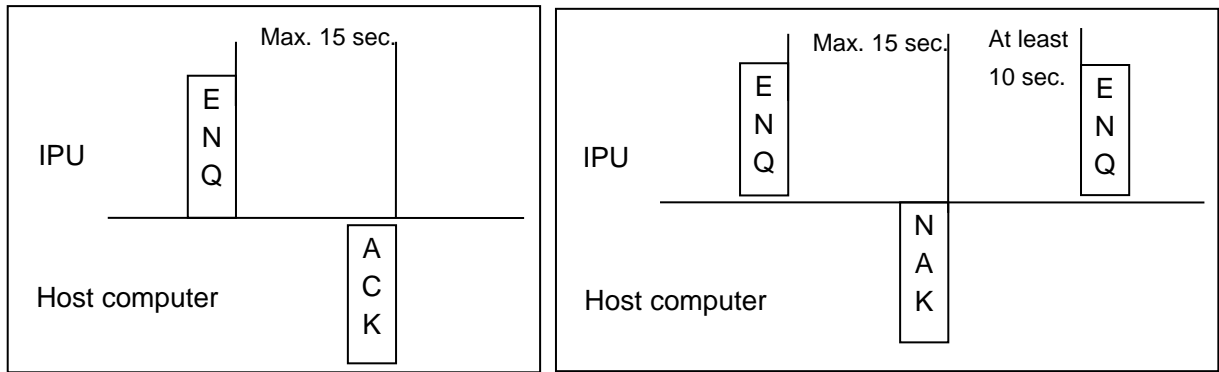 Max. 15 sec.
E
N
Q
IPU
A
C
K
Host computer
Max. 15 sec.
At least
10 sec.
E
N
Q
E
N
Q
IPU
N
A
K
Host computer